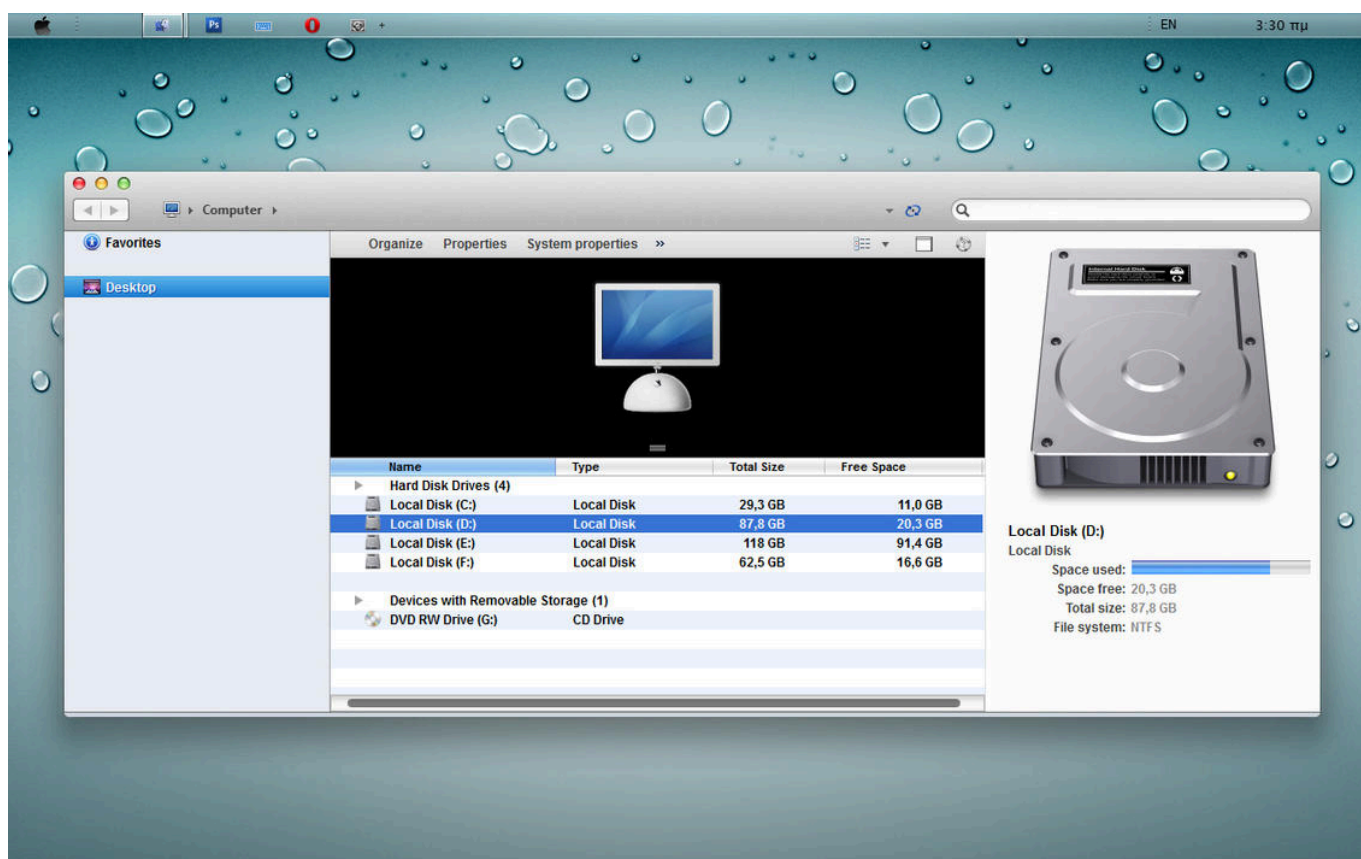 Ps
EN
3:30 πμ
Computer
Favorites
Desktop
Organize Properties System properties »
Name Type Total Size Free Space
Hard Disk Drives (4)
Local Disk (C:) Local Disk 29,3 GB 11,0 GB
Local Disk (D:) Local Disk 87,8 GB 20,3 GB
Local Disk (E:) Local Disk 118 GB 91,4 GB
Local Disk (F:) Local Disk 62,5 GB 16,6 GB
Devices with Removable Storage (1)
DVD RW Drive (G:) CD Drive
Internal Hard Disk
Local Disk (D:)
Local Disk
Space used:
Space free: 20,3 GB
Total size: 87,8 GB
File system: NTFS